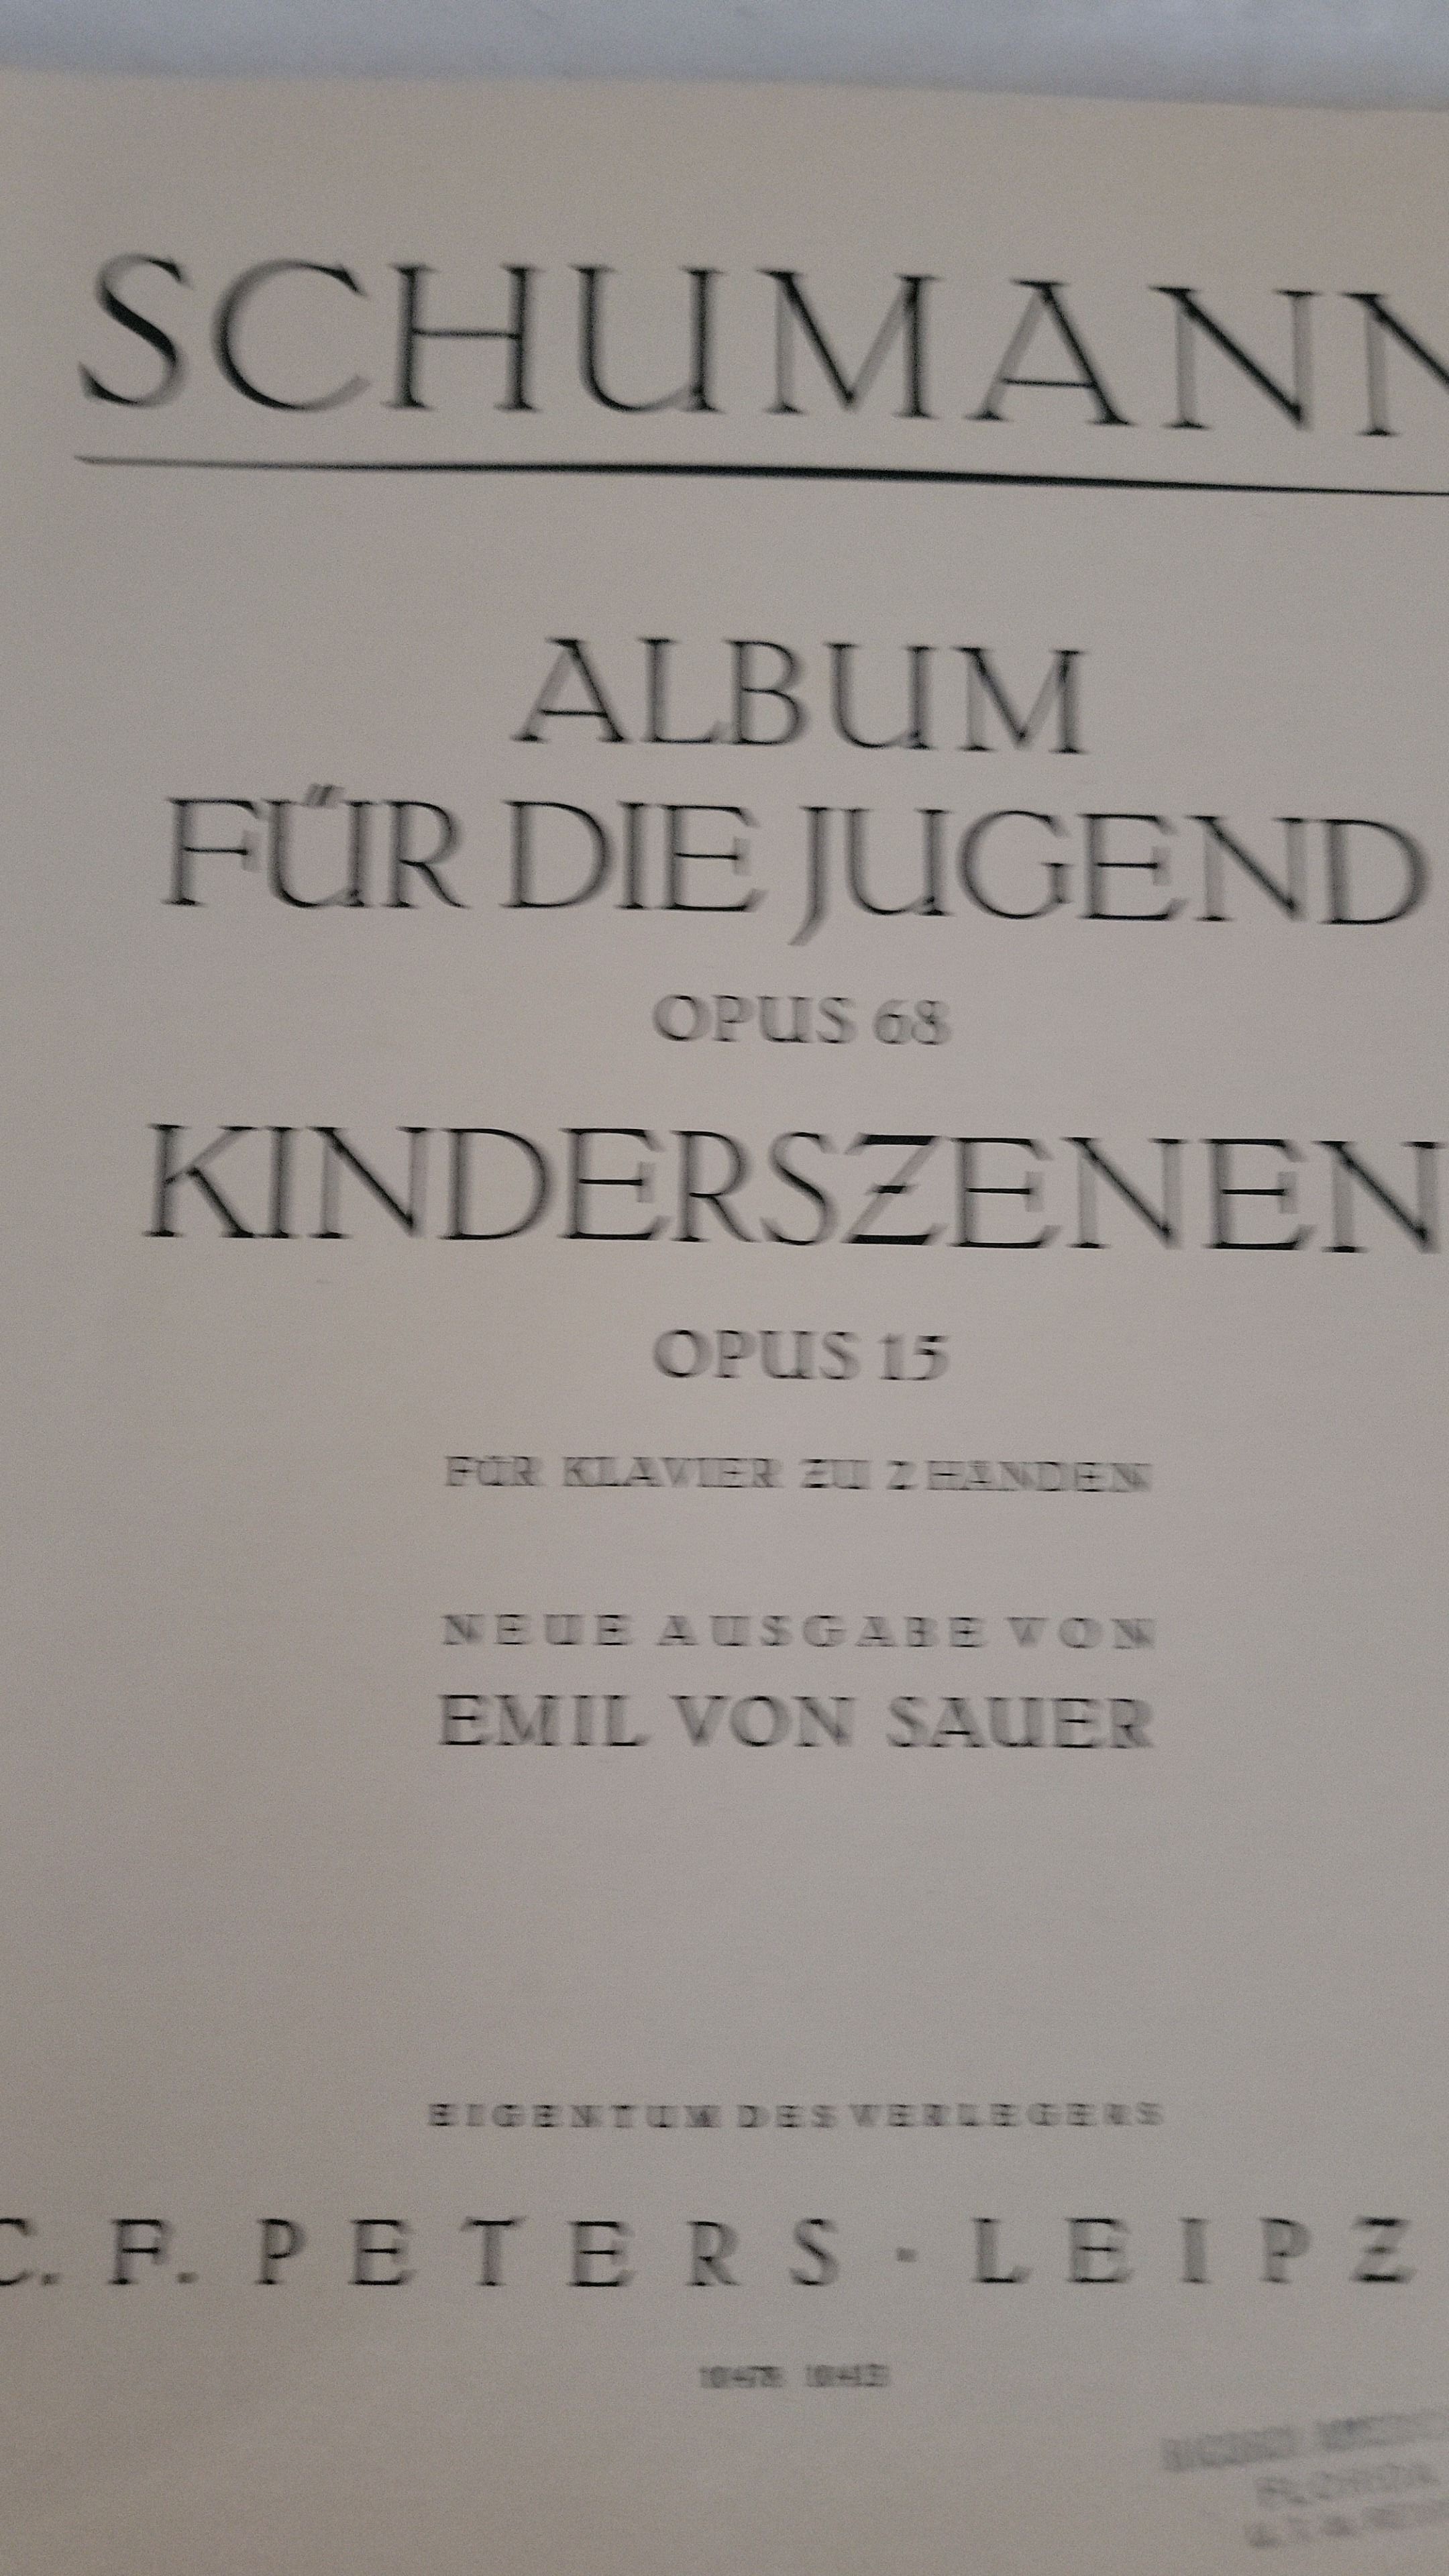 SCHUMANN
ALBUM
FÜR DIE JUGEND
OPUS 68
KINDERSZENEN
OPUS 15
FÜR KLAVIER ZU 2 HÄNDEN
NEUE AUSGABE VON
EMIL VON SAUER
EIGENTUM DES VERLEGERS
C. F. PETERS · LEIPZ
FLORIDA